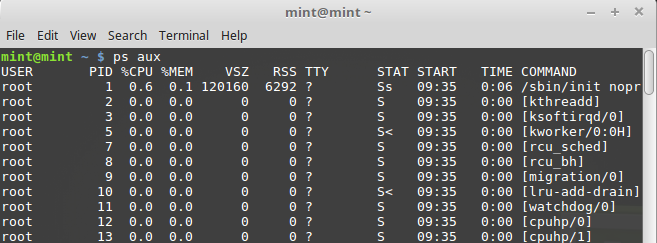 mint@mint ~
File Edit View Search Terminal Help
mint@mint ~ $ ps aux
USER       PID %CPU %MEM    VSZ   RSS TTY      STAT START   TIME COMMAND
root         1  0.6  0.1 120160  6292 ?        Ss   09:35   0:06 /sbin/init nopr
root         2  0.0  0.0      0     0 ?        S    09:35   0:00 [kthreadd]
root         3  0.0  0.0      0     0 ?        S    09:35   0:00 [ksoftirqd/0]
root         5  0.0  0.0      0     0 ?        S<   09:35   0:00 [kworker/0:0H]
root         7  0.0  0.0      0     0 ?        S    09:35   0:00 [rcu_sched]
root         8  0.0  0.0      0     0 ?        S    09:35   0:00 [rcu_bh]
root         9  0.0  0.0      0     0 ?        S    09:35   0:00 [migration/0]
root        10  0.0  0.0      0     0 ?        S<   09:35   0:00 [lru-add-drain]
root        11  0.0  0.0      0     0 ?        S    09:35   0:00 [watchdog/0]
root        12  0.0  0.0      0     0 ?        S    09:35   0:00 [cpuhp/0]
root        13  0.0  0.0      0     0 ?        S    09:35   0:00 [cpuhp/1]